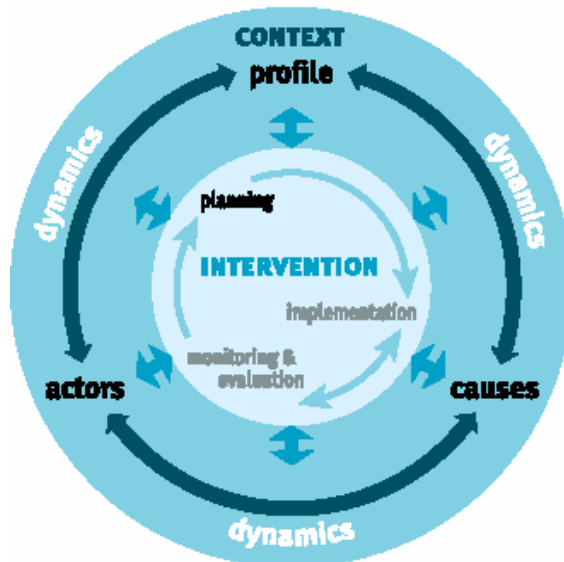 CONTEXT
profile
dynamics
dynamics
planning
INTERVENTION
implementation
monitoring &
evaluation
actors
causes
dynamics